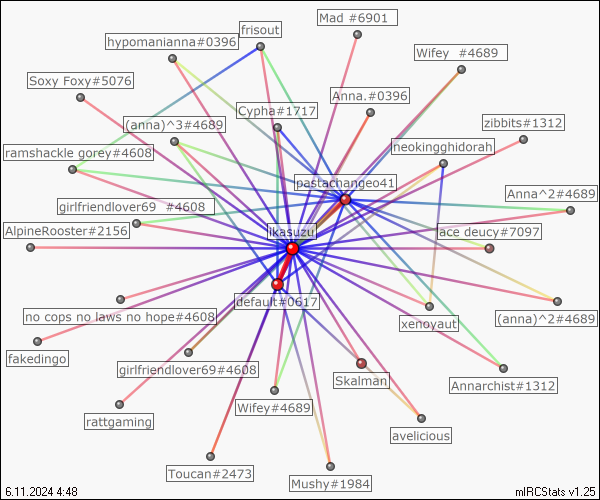 Mad #6901
frisout
hypomanianna#0396
Wifey  #4689
Soxy Foxy#5076
Anna.#0396
Cypha#1717
(anna)^3#4689
zibbits#1312
neokingghidorah
ramshackle gorey#4608
pastachangeo41
Anna^2#4689
girlfriendlover69  #4608
AlpineRooster#2156
likasuzu
ace deucy#7097
default#0617
no cops no laws no hope#4608
xenoyaut
(anna)^2#4689
fakedingo
girlfriendlover69#4608
Skalman
Annarchist#1312
rattgaming
Wifey#4689
avelicious
Toucan#2473
Mushy#1984
6.11.2024 4:48
mIRCStats v1.25